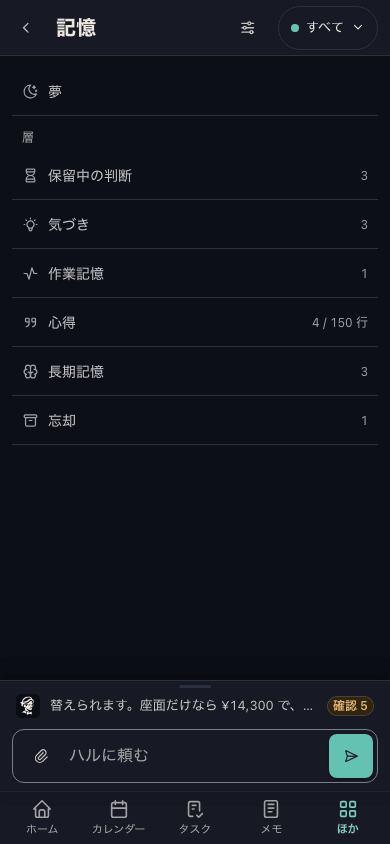 記憶
すべて
夢
層
保留中の判断 3
気づき 3
作業記憶 1
心得 4 / 150 行
長期記憶 3
忘却 1
替えられます。座面だけなら ¥14,300 で、...
確認 5
ハルに頼む
ホーム カレンダー タスク メモ ほか